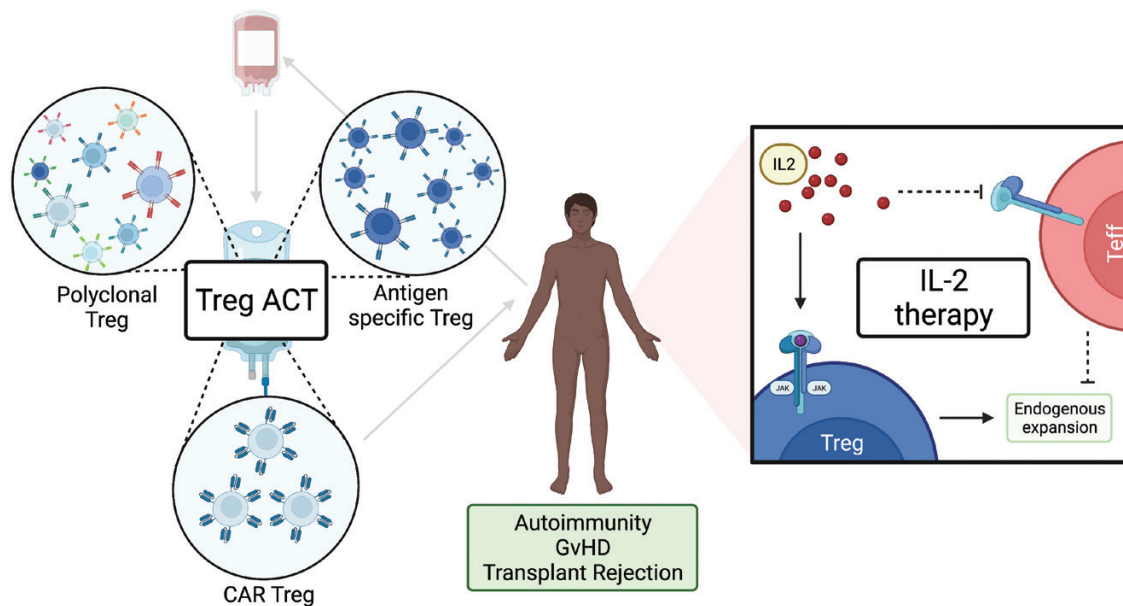 Polyclonal
Treg
Treg ACT
Antigen
specific Treg
CAR Treg
Autoimmunity
GvHD
Transplant Rejection
IL2
Teff
IL-2
therapy
JAK
JAK
Treg
Endogenous
expansion